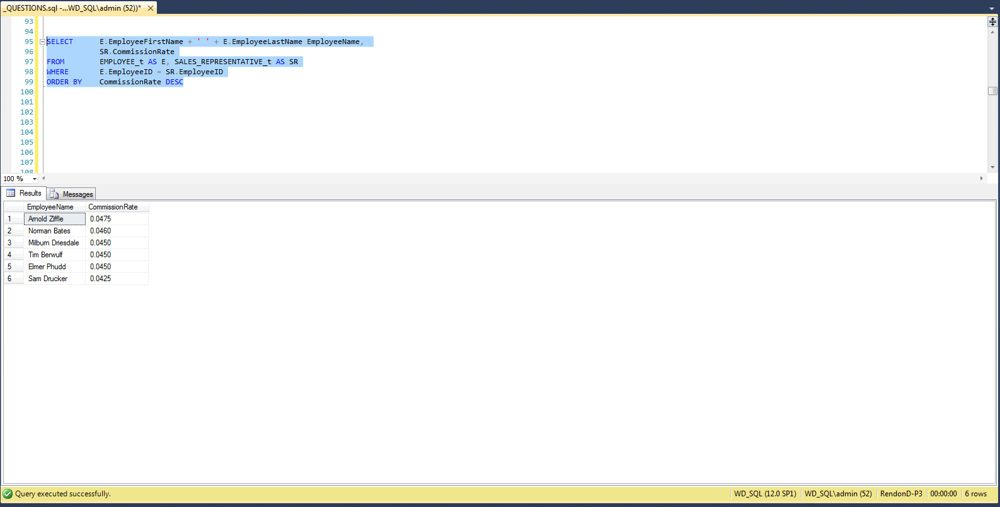 _QUESTIONS.sql -...WD_SQL\admin (52))*
93
94
95 SELECT E.EmployeeFirstName + ' ' + E.EmployeeLastName EmployeeName,
96 SR.CommissionRate
97 FROM EMPLOYEE_t AS E, SALES_REPRESENTATIVE_t AS SR
98 WHERE E.EmployeeID = SR.EmployeeID
99 ORDER BY CommissionRate DESC
100
101
102
103
104
105
106
107
108
100 %
Results Messages
EmployeeName CommissionRate
1 Arnold Ziffle 0.0475
2 Norman Bates 0.0460
3 Milburn Driesdale 0.0450
4 Tim Berwulf 0.0450
5 Elmer Phudd 0.0450
6 Sam Drucker 0.0425
Query executed successfully. WD_SQL (12.0 SP1) WD_SQL\admin (52) RendonD-P3 00:00:00 6 rows